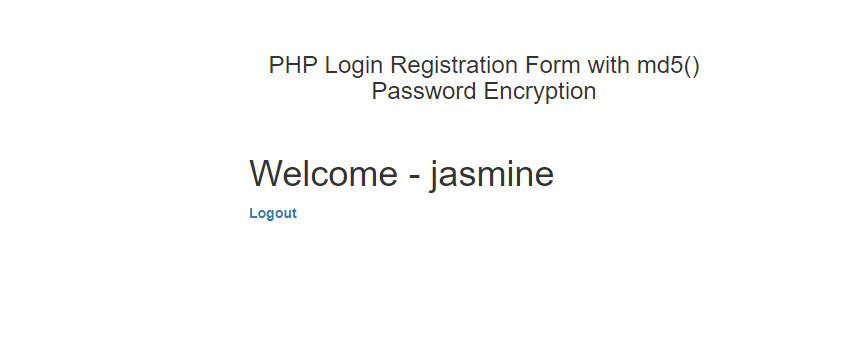 PHP Login Registration Form with md5()
Password Encryption
Welcome - jasmine
Logout